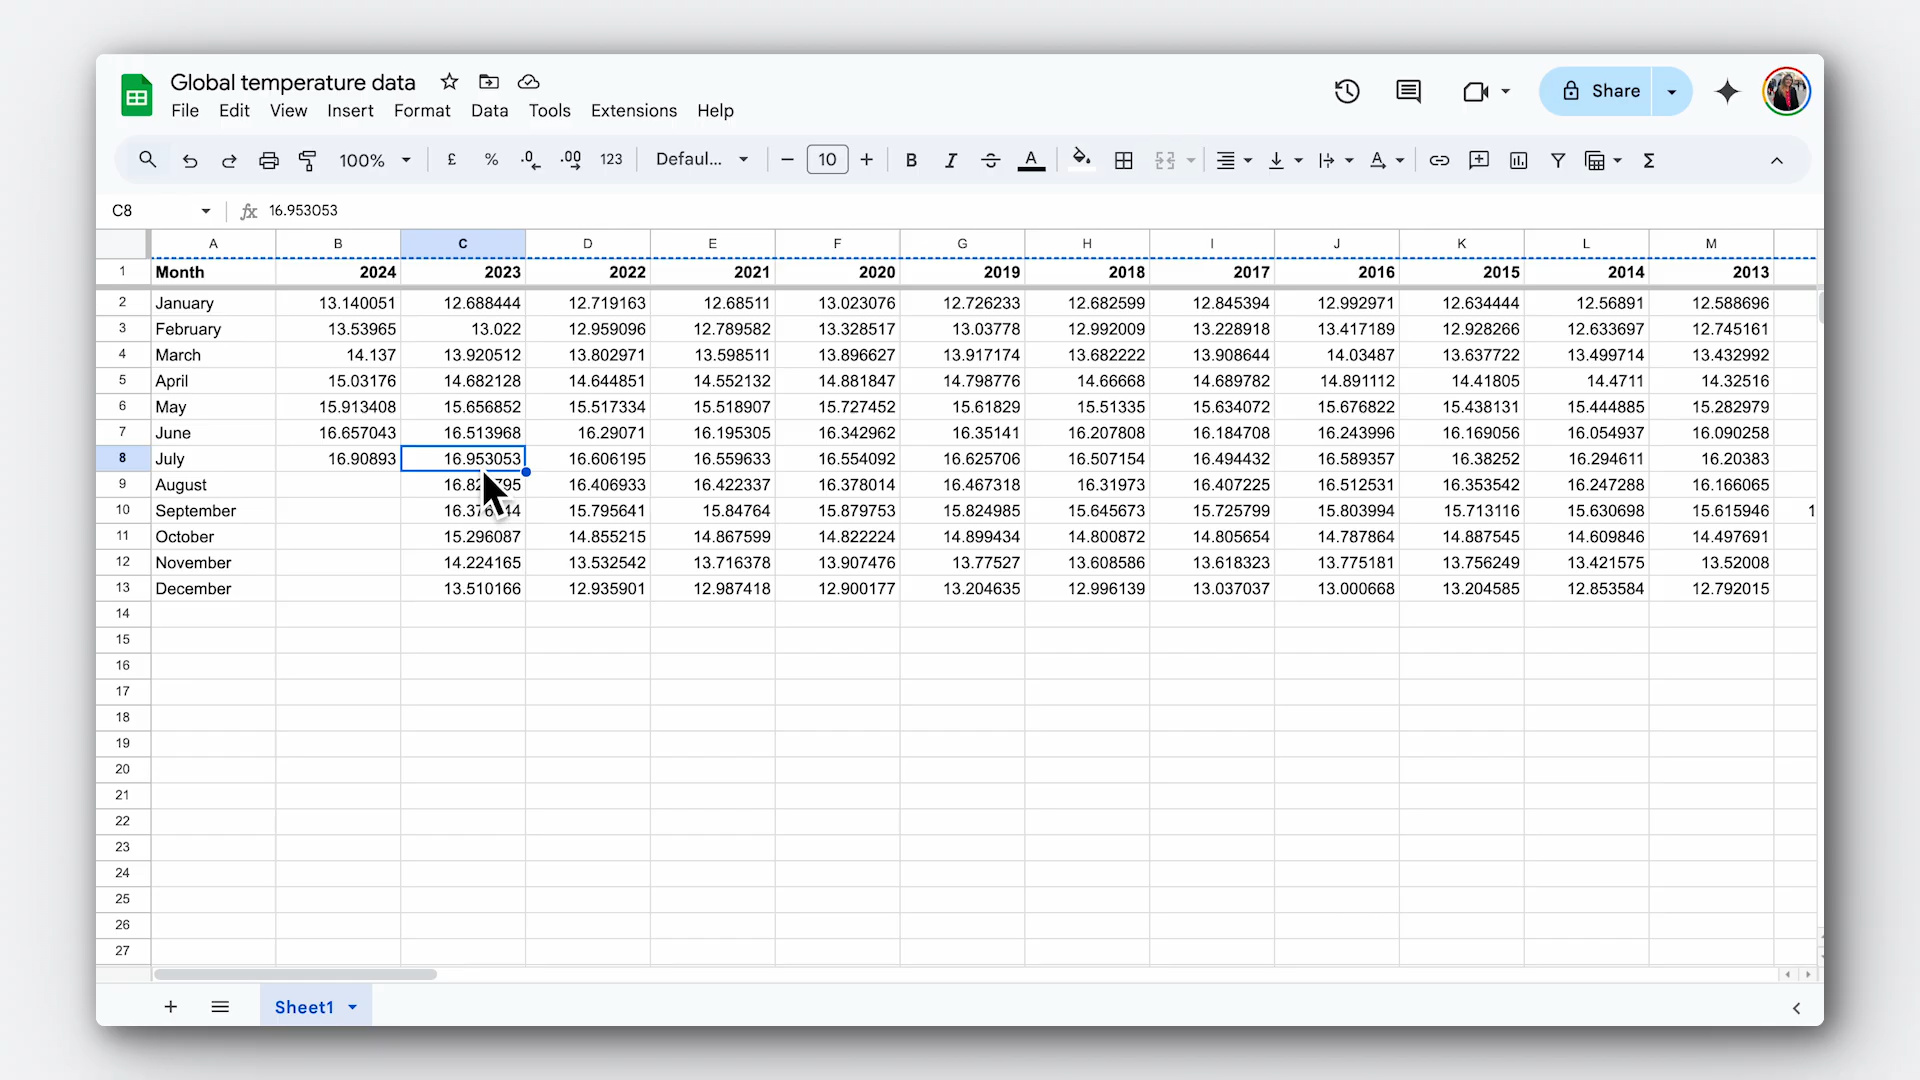 Global temperature data
File Edit View Insert Format Data Tools Extensions Help
Share
100% £ % .0 .00 123 Defaul... 10 B I A A Σ
C8 fx 16.953053
A B C D E F G H I J K L M
1 Month 2024 2023 2022 2021 2020 2019 2018 2017 2016 2015 2014 2013
2 January 13.140051 12.688444 12.719163 12.68511 13.023076 12.726233 12.682599 12.845394 12.992971 12.634444 12.56891 12.588696
3 February 13.53965 13.022 12.959096 12.789582 13.328517 13.03778 12.992009 13.228918 13.417189 12.928266 12.633697 12.745161
4 March 14.137 13.920512 13.802971 13.598511 13.896627 13.917174 13.682222 13.908644 14.03487 13.637722 13.499714 13.432992
5 April 15.03176 14.682128 14.644851 14.552132 14.881847 14.798776 14.66668 14.689782 14.891112 14.41805 14.4711 14.32516
6 May 15.913408 15.656852 15.517334 15.518907 15.727452 15.61829 15.51335 15.634072 15.676822 15.438131 15.444885 15.282979
7 June 16.657043 16.513968 16.29071 16.195305 16.342962 16.35141 16.207808 16.184708 16.243996 16.169056 16.054937 16.090258
8 July 16.90893 16.953053 16.606195 16.559633 16.554092 16.625706 16.507154 16.494432 16.589357 16.38252 16.294611 16.20383
9 August 16.406933 16.422337 16.378014 16.467318 16.31973 16.407225 16.512531 16.353542 16.247288 16.166065
10 September 15.795641 15.84764 15.879753 15.824985 15.645673 15.725799 15.803994 15.713116 15.630698 15.615946 1
11 October 15.296087 14.855215 14.867599 14.822224 14.899434 14.800872 14.805654 14.787864 14.887545 14.609846 14.497691
12 November 14.224165 13.532542 13.716378 13.907476 13.77527 13.608586 13.618323 13.775181 13.756249 13.421575 13.52008
13 December 13.510166 12.935901 12.987418 12.900177 13.204635 12.996139 13.037037 13.000668 13.204585 12.853584 12.792015
14
15
16
17
18
19
20
21
22
23
24
25
26
27
Sheet1